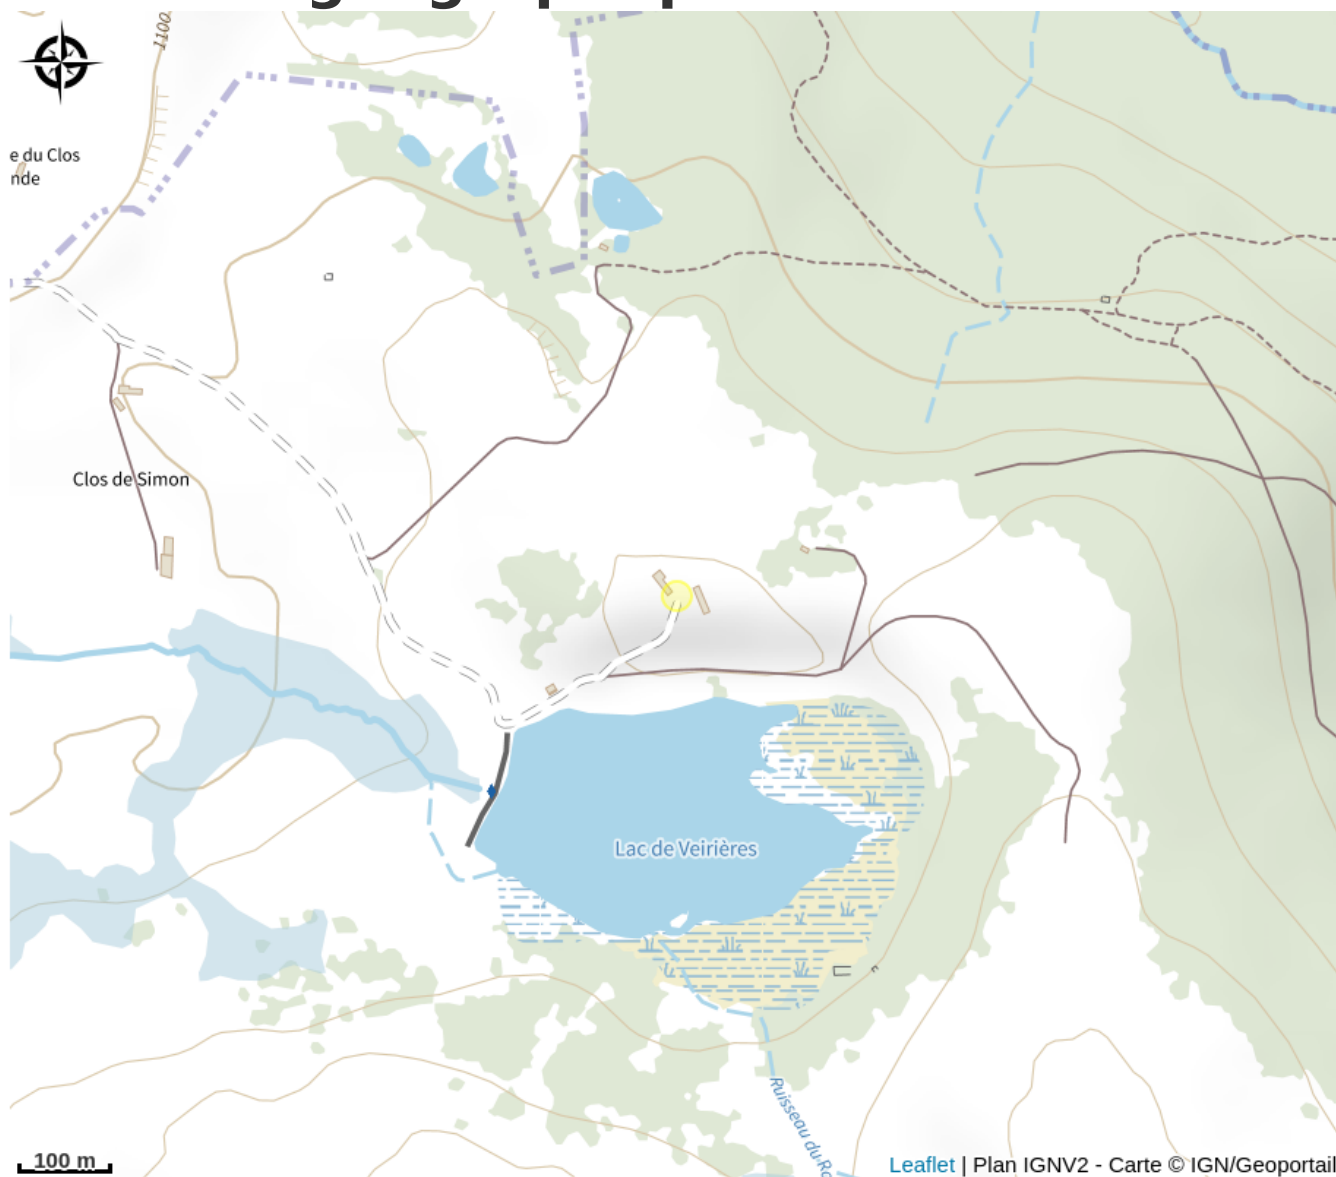 1100
e du Clos
nde
Clos de Simon
Lac de Veirières
Ruisseau du
100 m
Leaflet | Plan IGNV2 - Carte © IGN/Geoportail